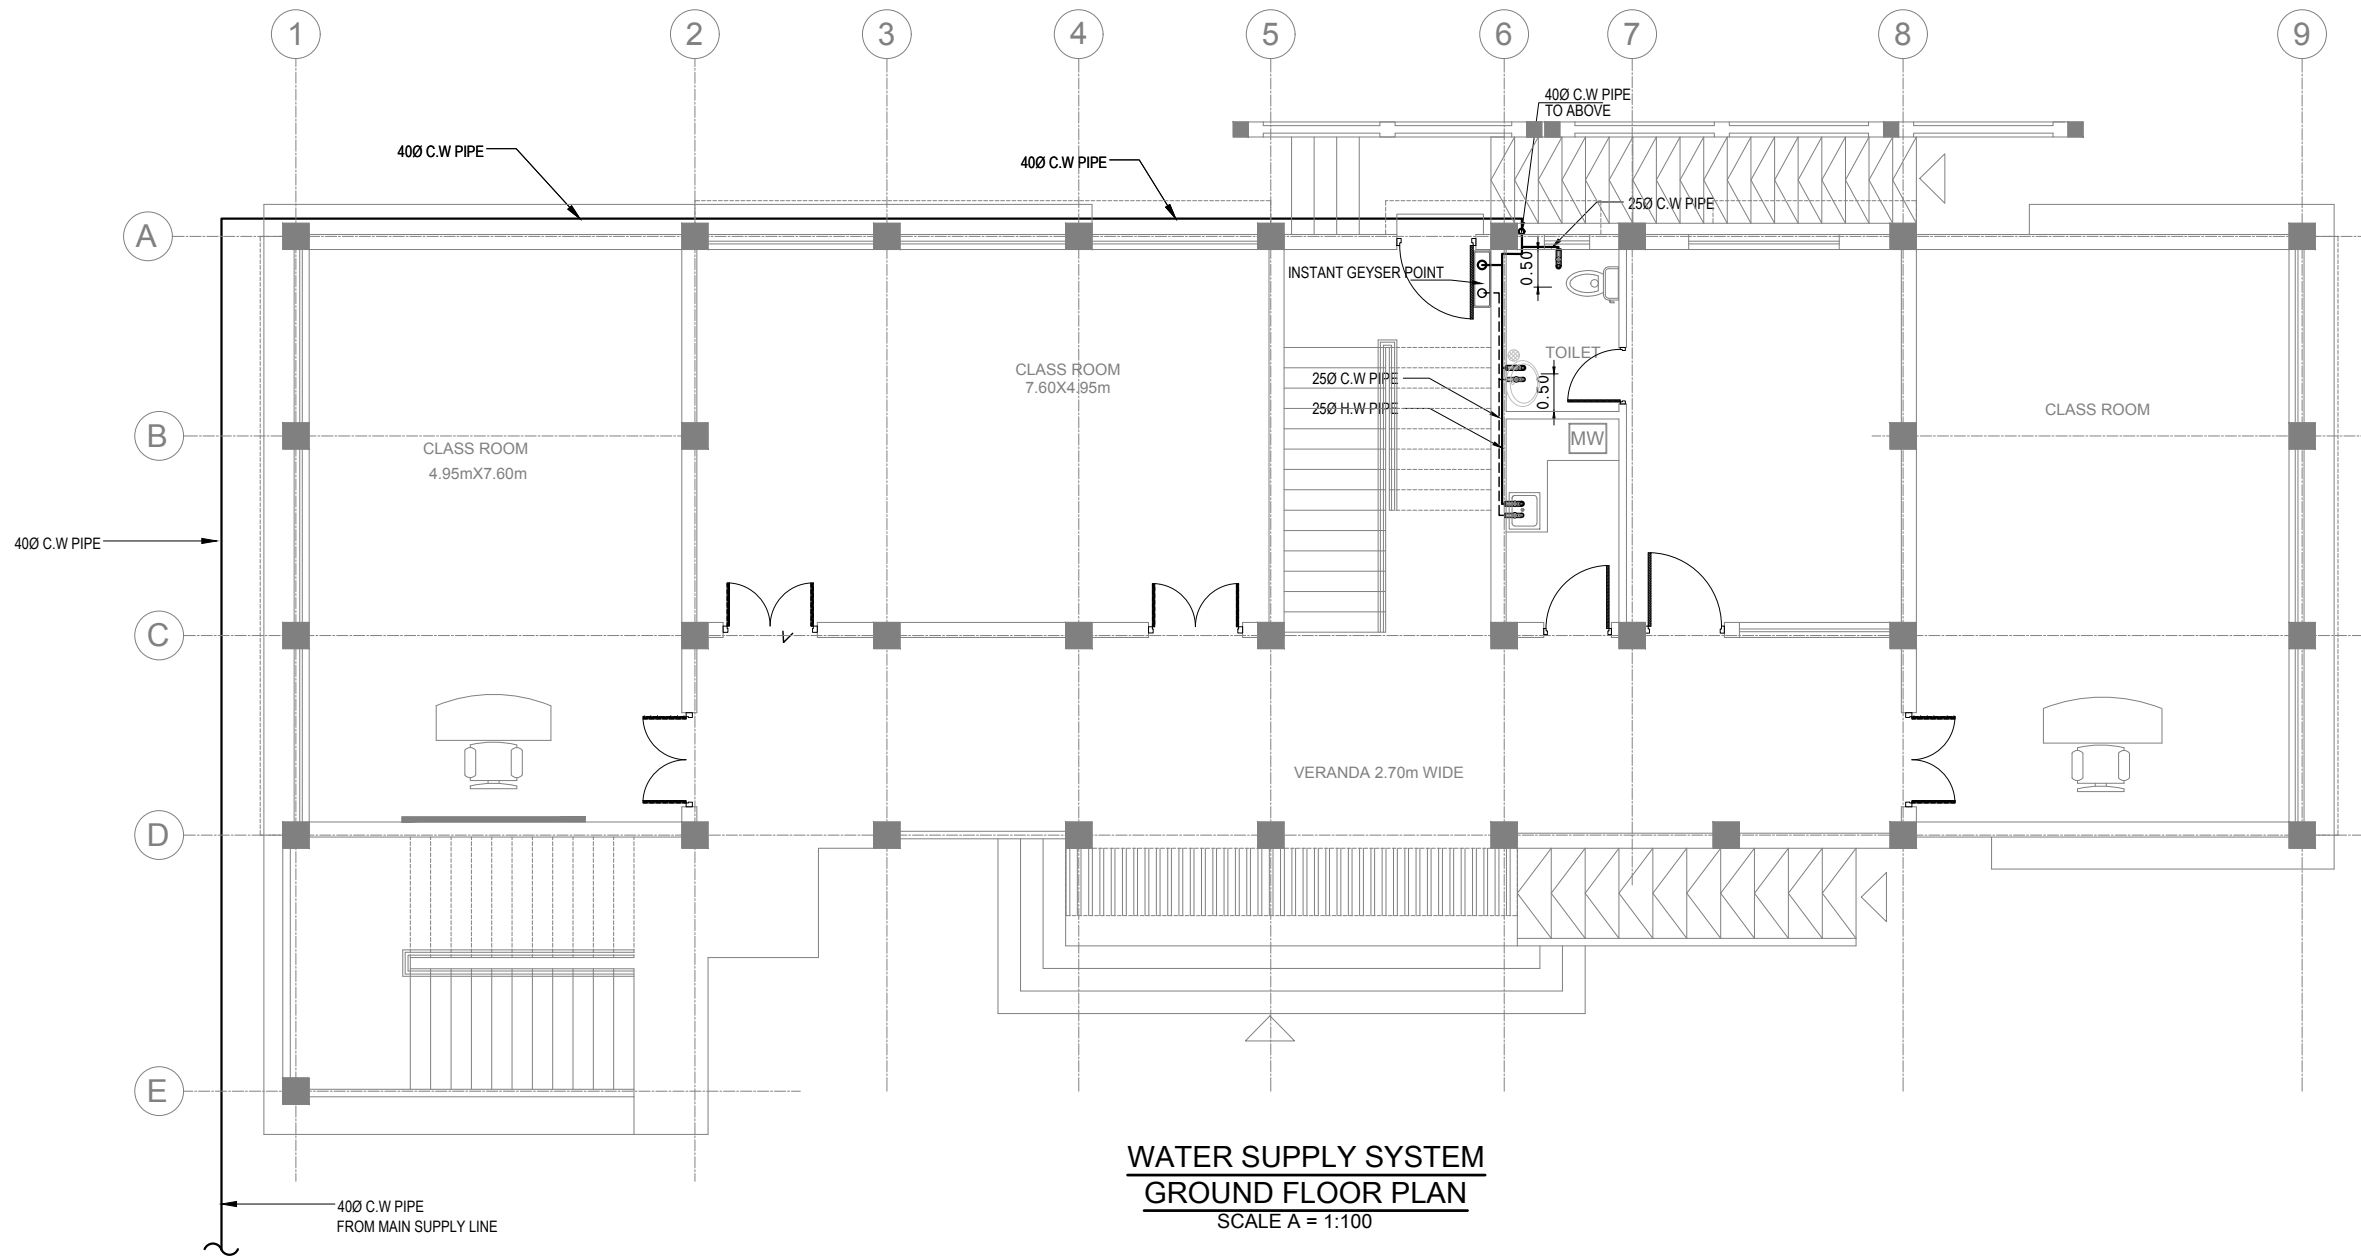 1 2 3 4 5 6 7 8 9
40Ø C.W PIPE
TO ABOVE
40Ø C.W PIPE
40Ø C.W PIPE
25Ø C.W PIPE
A
INSTANT GEYSER POINT
0.50
TOILET
CLASS ROOM
7.60X4.95m
25Ø C.W PIPE
0.50
25Ø H.W PIPE
CLASS ROOM
B
MW
CLASS ROOM
4.95mX7.60m
40Ø C.W PIPE
C
V
VERANDA 2.70m WIDE
D
E
WATER SUPPLY SYSTEM
GROUND FLOOR PLAN
SCALE A = 1:100
40Ø C.W PIPE
FROM MAIN SUPPLY LINE